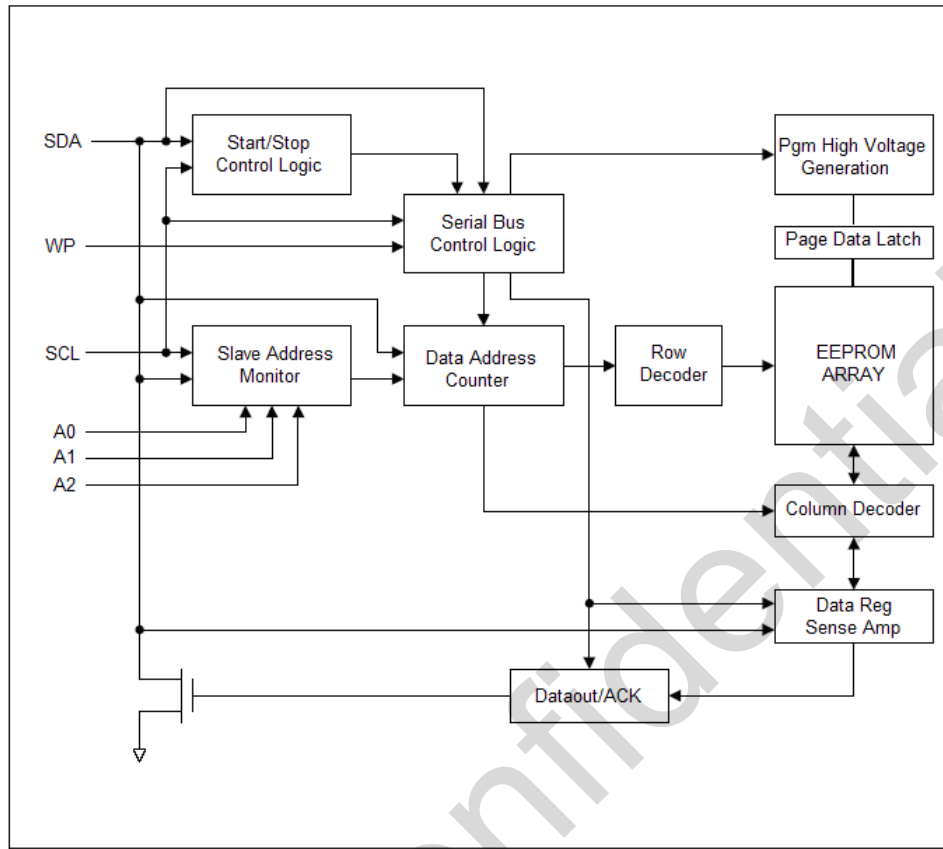 SDA
Start/Stop
Control Logic
Pgm High Voltage
Generation
WP
Serial Bus
Control Logic
Page Data Latch
SCL
Slave Address
Monitor
Data Address
Counter
Row
Decoder
EEPROM
ARRAY
A0
A1
A2
Column Decoder
Data Reg
Sense Amp
Dataout/ACK
onfidential